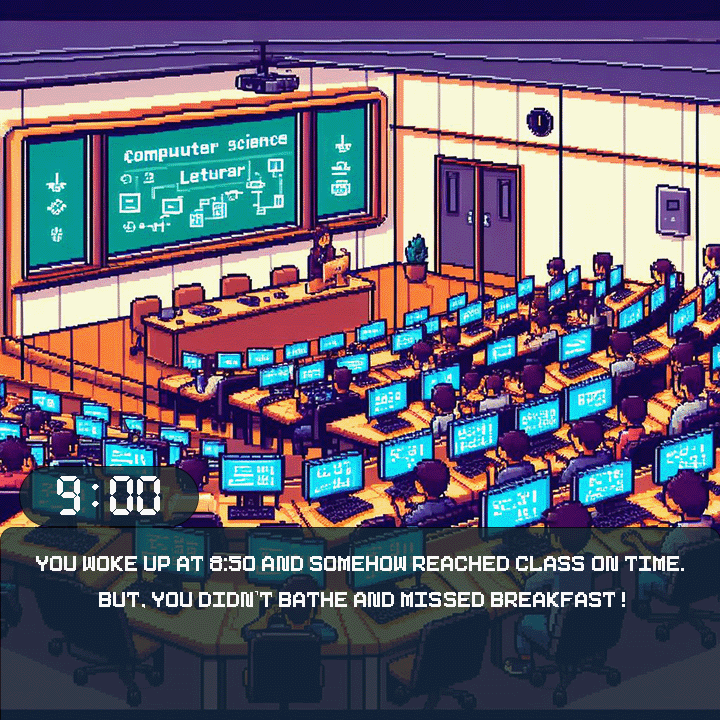 Compuuter science
Leturar
9:00
YOU WOKE UP AT 8:50 AND SOMEHOW REACHED CLASS ON TIME.
BUT, YOU DIDN'T BATHE AND MISSED BREAKFAST!